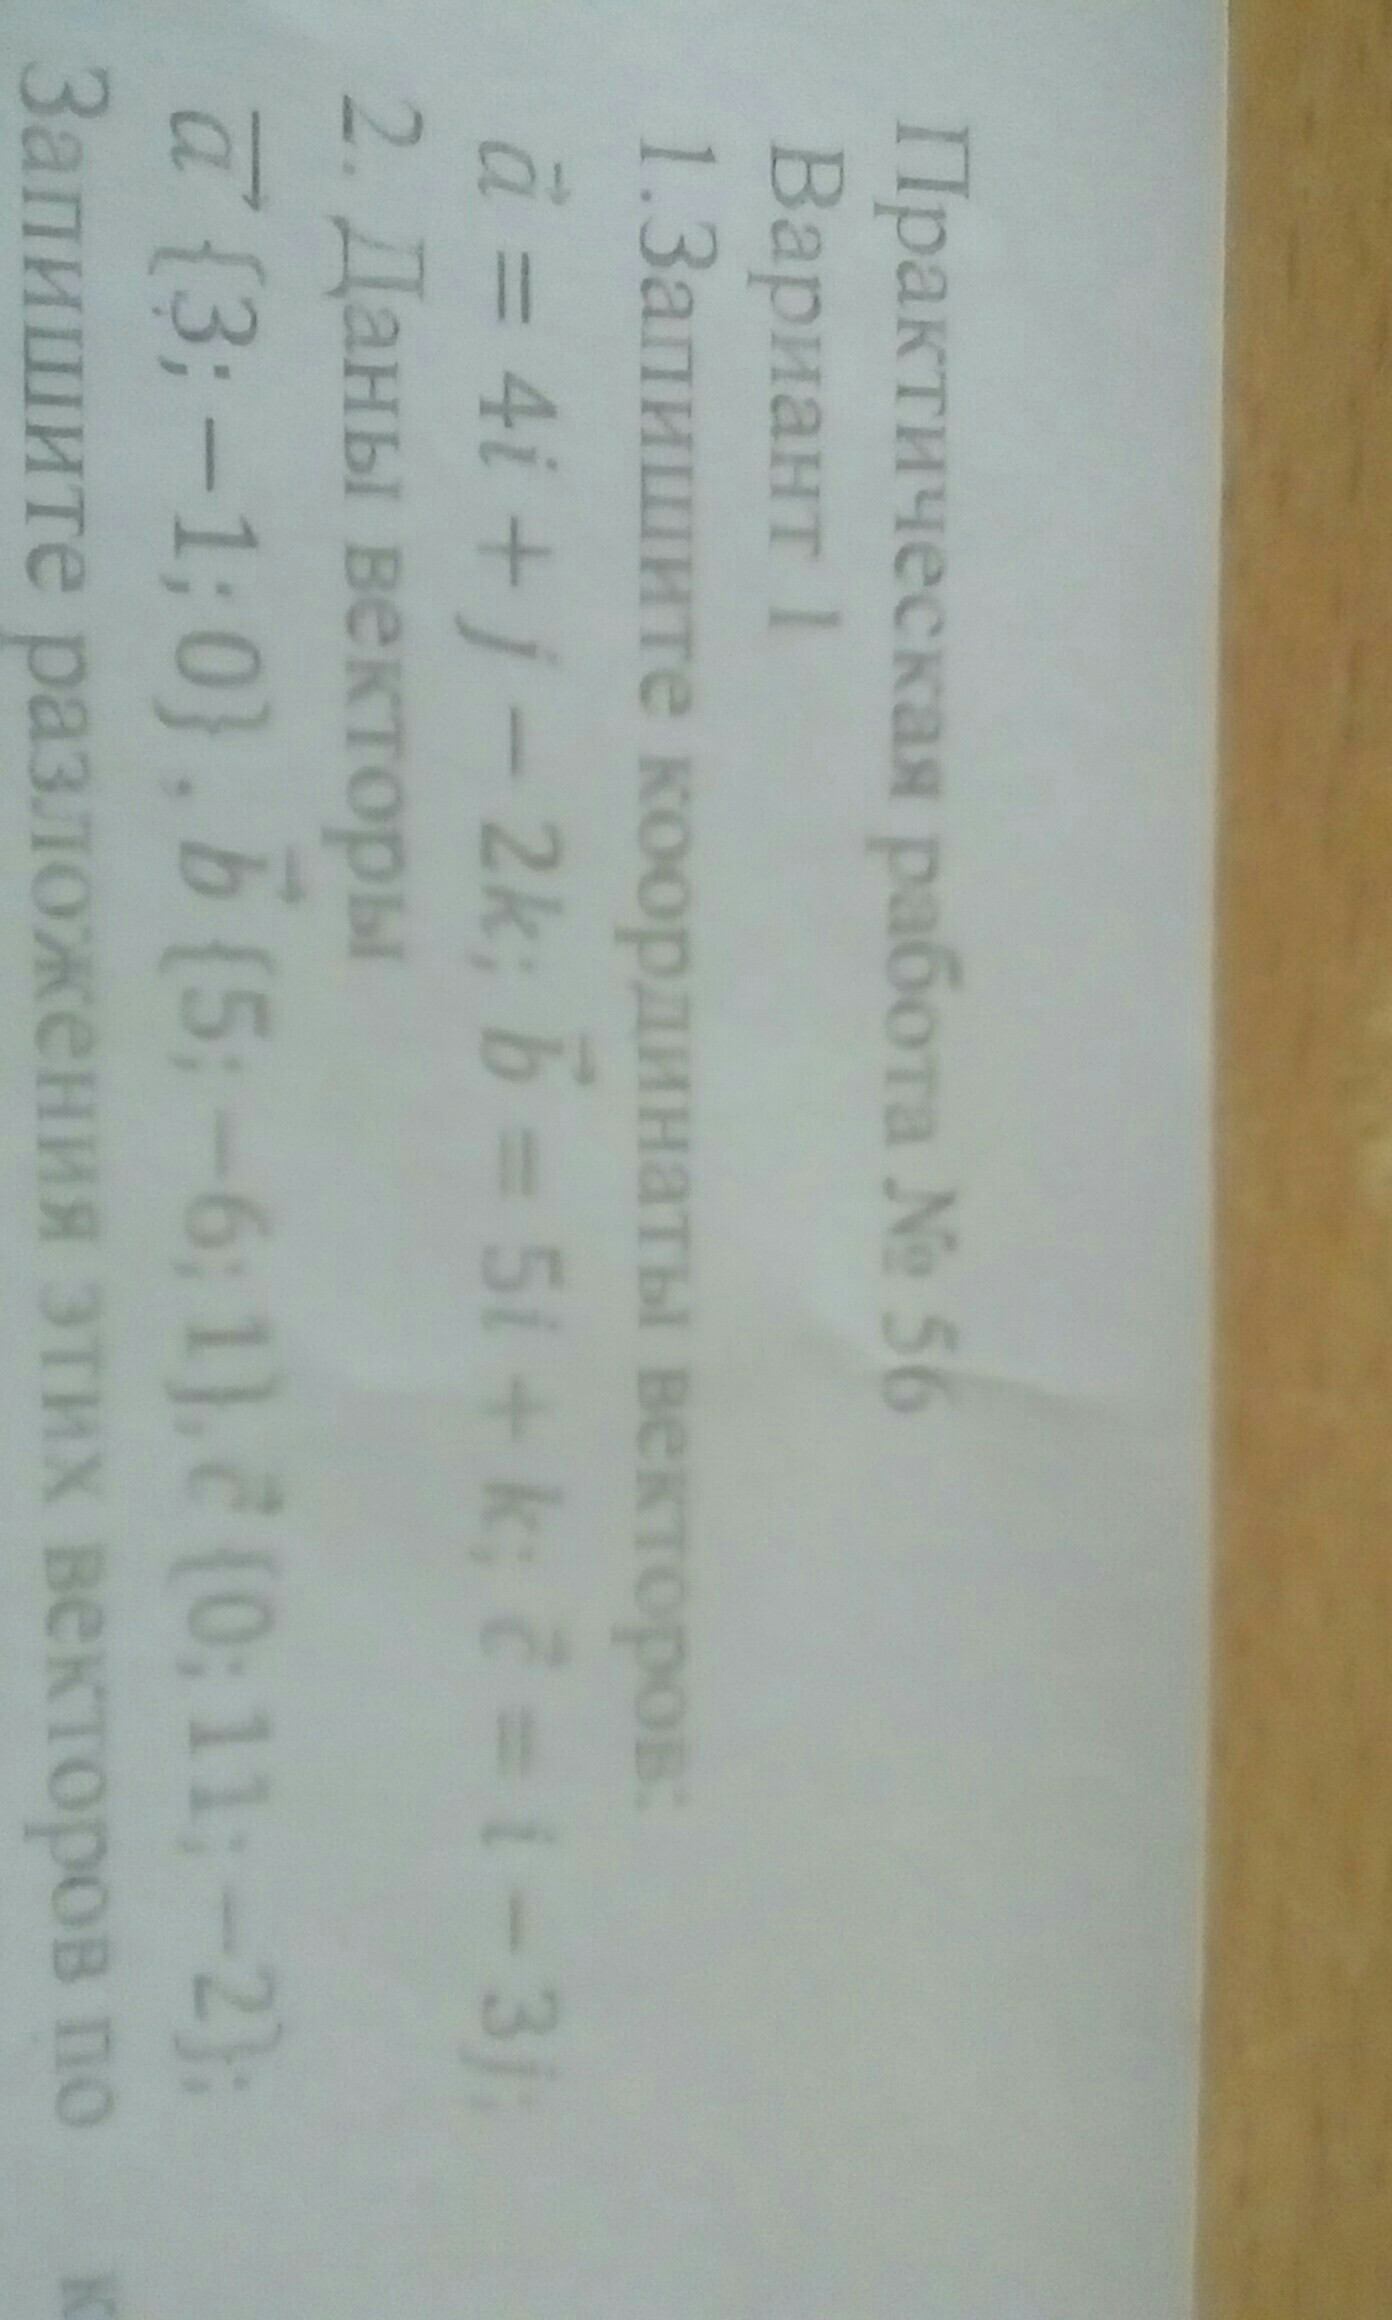 Практическая работа № 56
Вариант 1
1.Запишите координаты векторов:
a⃗ = 4i + j − 2k; b⃗ = 5i + k; c⃗ = i − 3j;
2. Даны векторы
a⃗ {3; −1; 0}, b⃗ {5; −6; 1}, c⃗ {0; 11; −2};
Запишите разложения этих векторов по